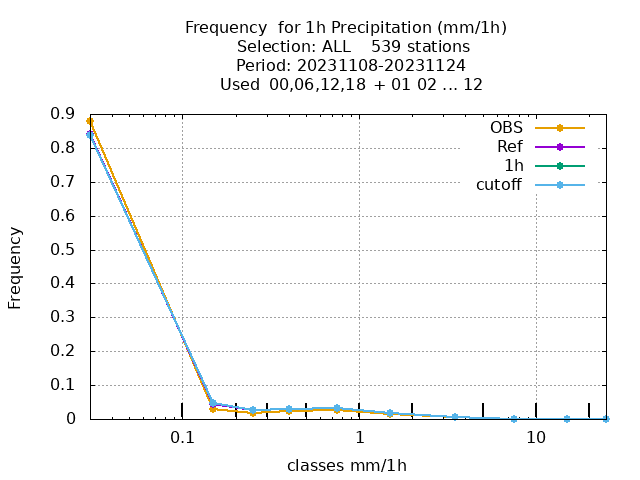 Frequency  for 1h Precipitation (mm/1h)
Selection: ALL    539 stations
Period: 20231108-20231124
Used  00,06,12,18  + 01 02 ... 12
0.9
0.8
0.7
0.6
0.5
0.4
0.3
0.2
0.1
0
Frequency
OBS
Ref
1h
cutoff
0.1
1
10
classes mm/1h